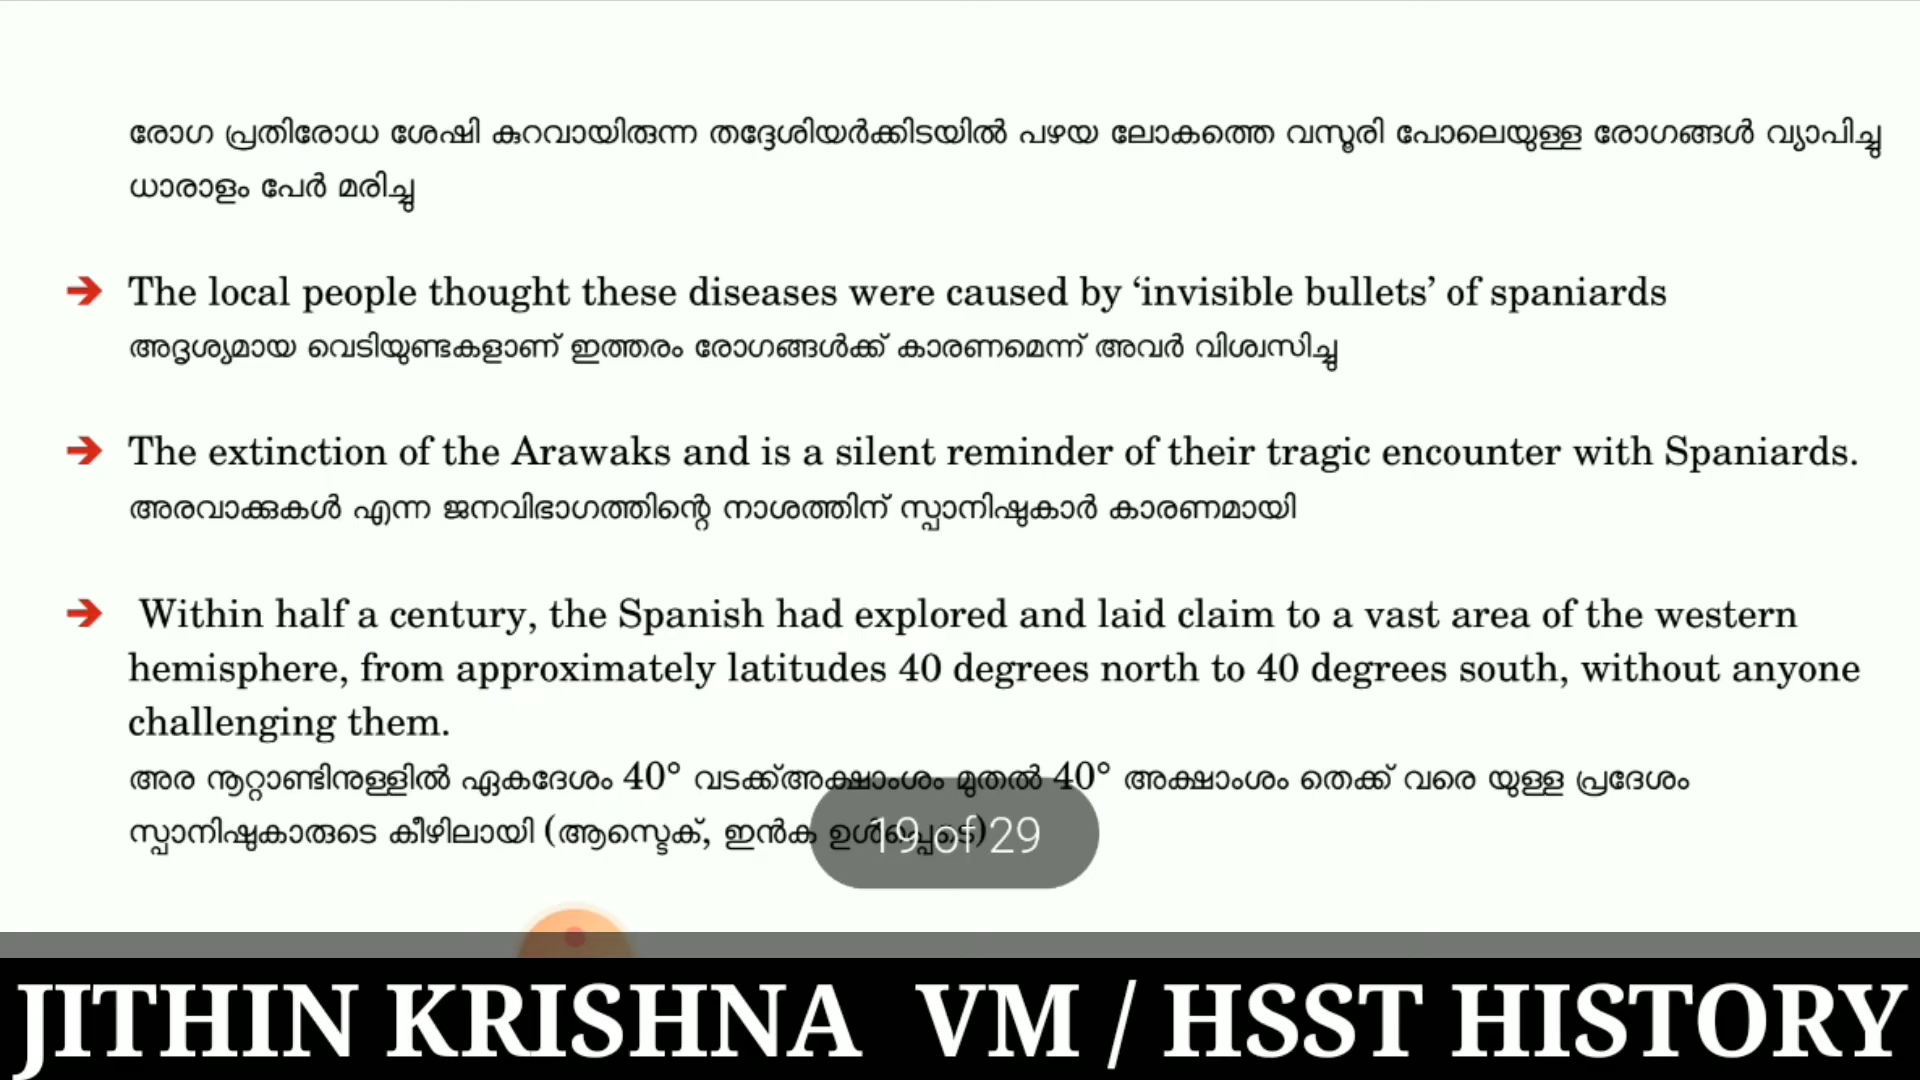 രോഗ പ്രതിരോധ ശേഷി കുറവായിരുന്ന തദ്ദേശിയർക്കിടയിൽ പഴയ ലോകത്തെ വസൂരി പോലെയുള്ള രോഗങ്ങൾ വ്യാപിച്ചു
ധാരാളം പേർ മരിച്ചു
➔ The local people thought these diseases were caused by ‘invisible bullets’ of spaniards
അദൃശ്യമായ വെടിയുണ്ടകളാണ് ഇത്തരം രോഗങ്ങൾക്ക് കാരണമെന്ന് അവർ വിശ്വസിച്ചു
➔ The extinction of the Arawaks and is a silent reminder of their tragic encounter with Spaniards.
അരവാക്കുകൾ എന്ന ജനവിഭാഗത്തിന്റെ നാശത്തിന് സ്പാനിഷുകാർ കാരണമായി
➔ Within half a century, the Spanish had explored and laid claim to a vast area of the western
hemisphere, from approximately latitudes 40 degrees north to 40 degrees south, without anyone
challenging them.
അര നൂറ്റാണ്ടിനുള്ളിൽ ഏകദേശം 40° വടക്ക്അക്ഷാംശം മുതൽ 40° അക്ഷാംശം തെക്ക് വരെ യുള്ള പ്രദേശം
സ്പാനിഷുകാരുടെ കീഴിലായി (ആസ്ടെക്, ഇൻക ഉൾപ്പെടെ)
19 of 29
JITHIN KRISHNA VM / HSST HISTORY